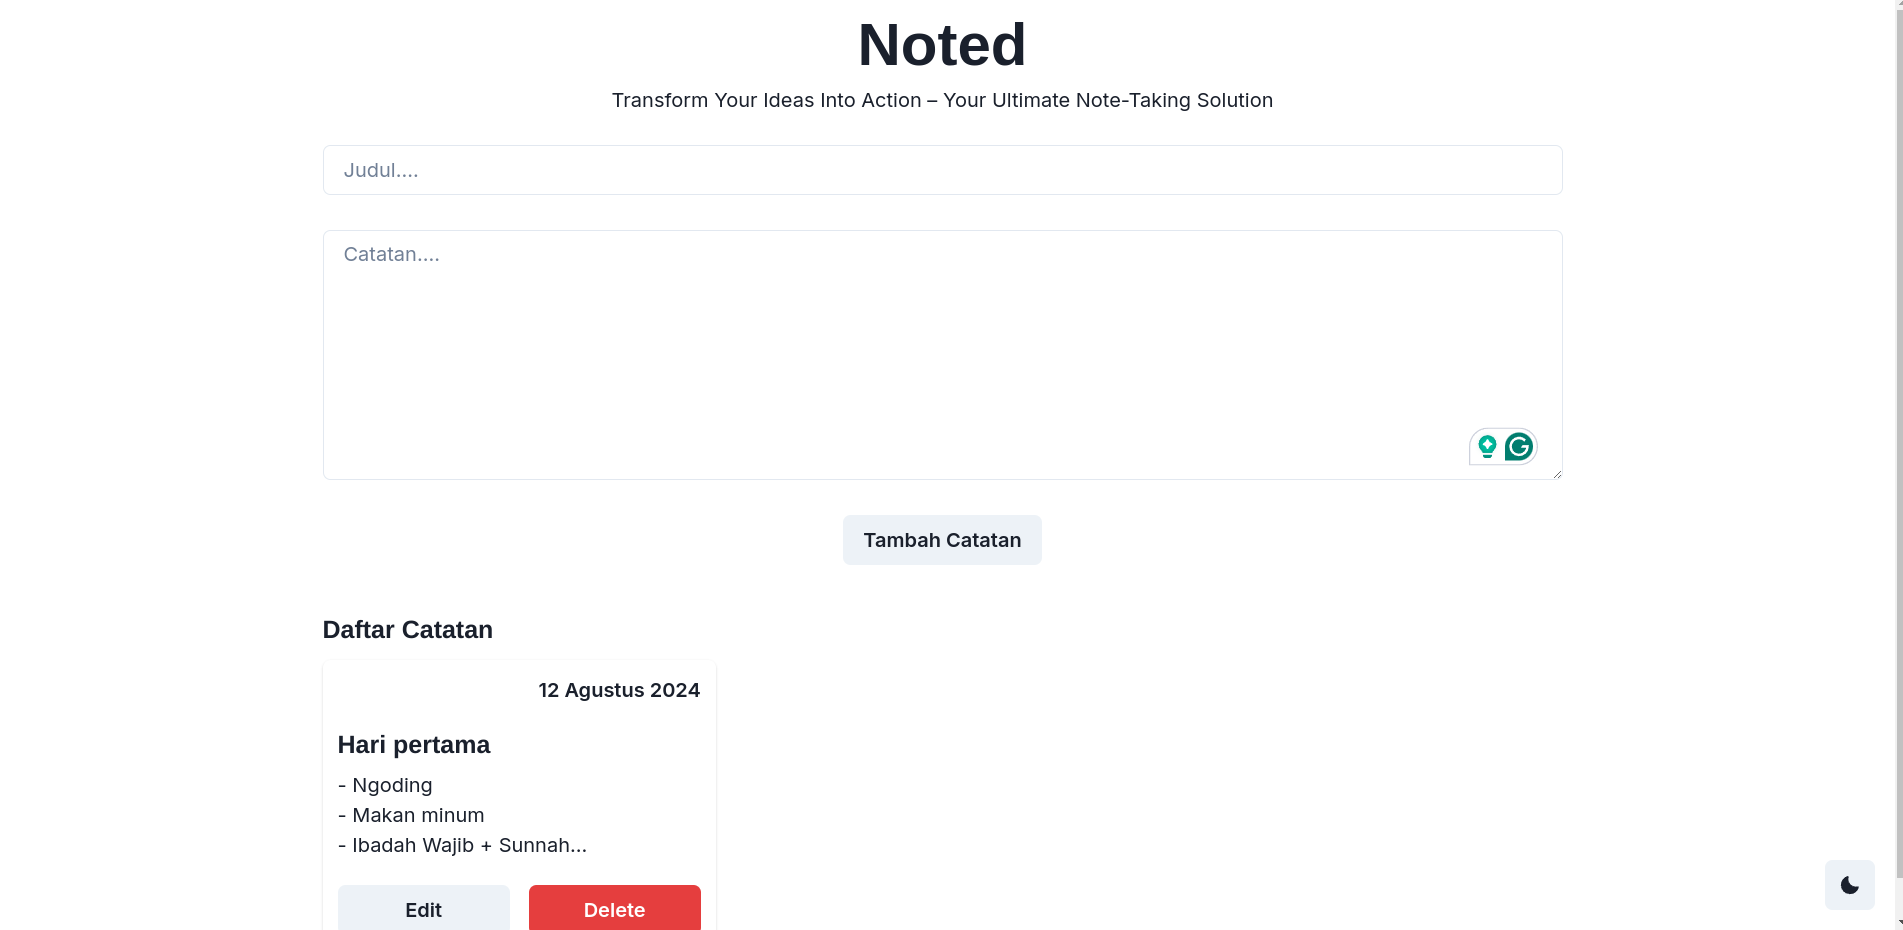 Noted
Transform Your Ideas Into Action – Your Ultimate Note-Taking Solution
Judul....
Catatan....
Tambah Catatan
Daftar Catatan
12 Agustus 2024
Hari pertama
- Ngoding
- Makan minum
- Ibadah Wajib + Sunnah...
Edit
Delete